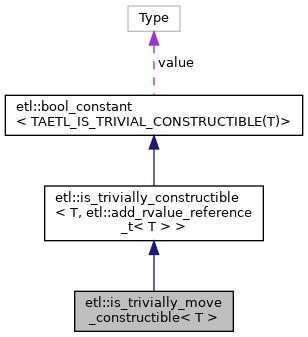 Type
value
etl::bool_constant
< TAETL_IS_TRIVIAL_CONSTRUCTIBLE(T)>
etl::is_trivially_constructible
< T, etl::add_rvalue_reference
_t< T > >
etl::is_trivially_move
_constructible< T >